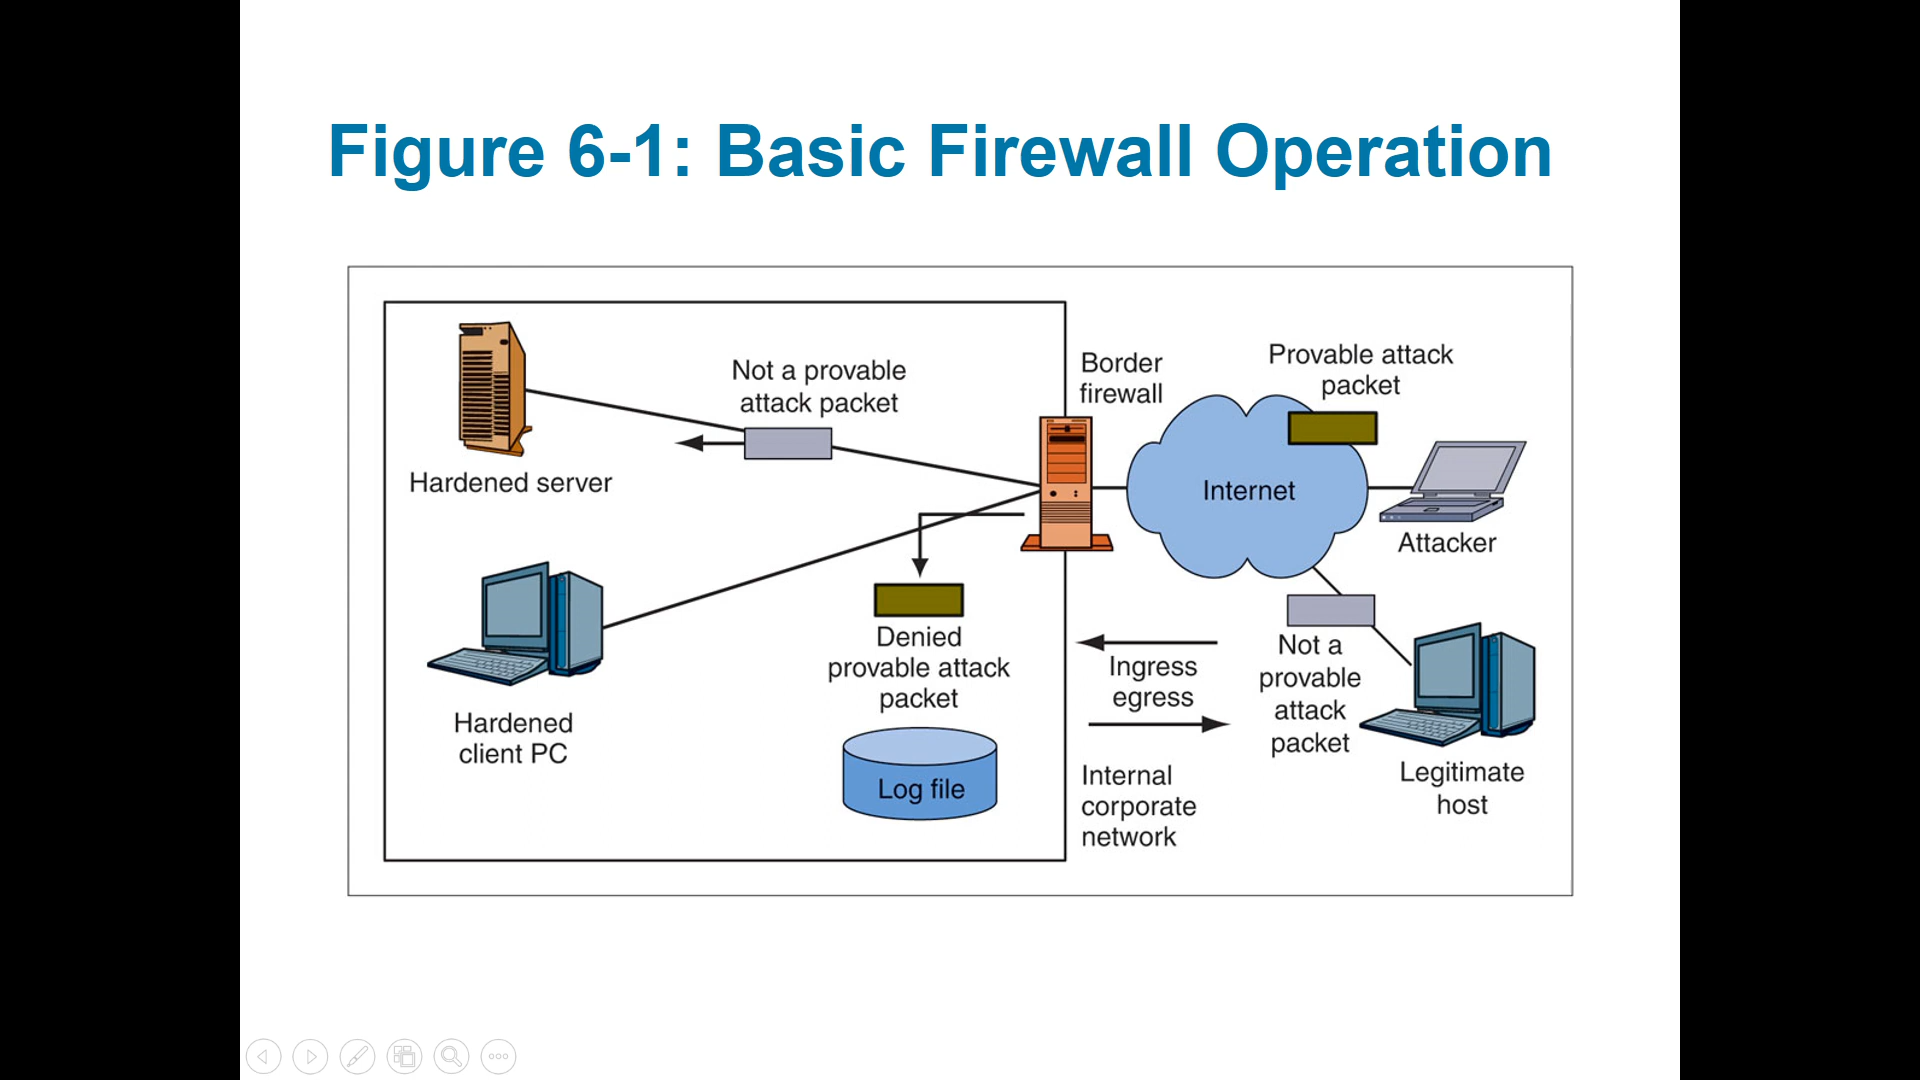 Figure 6-1: Basic Firewall Operation
Not a provable
attack packet
Border
firewall
Provable attack
packet
Hardened server
Internet
Attacker
Denied
provable attack
packet
Ingress
egress
Not a
provable
attack
packet
Hardened
client PC
Log file
Internal
corporate
network
Legitimate
host